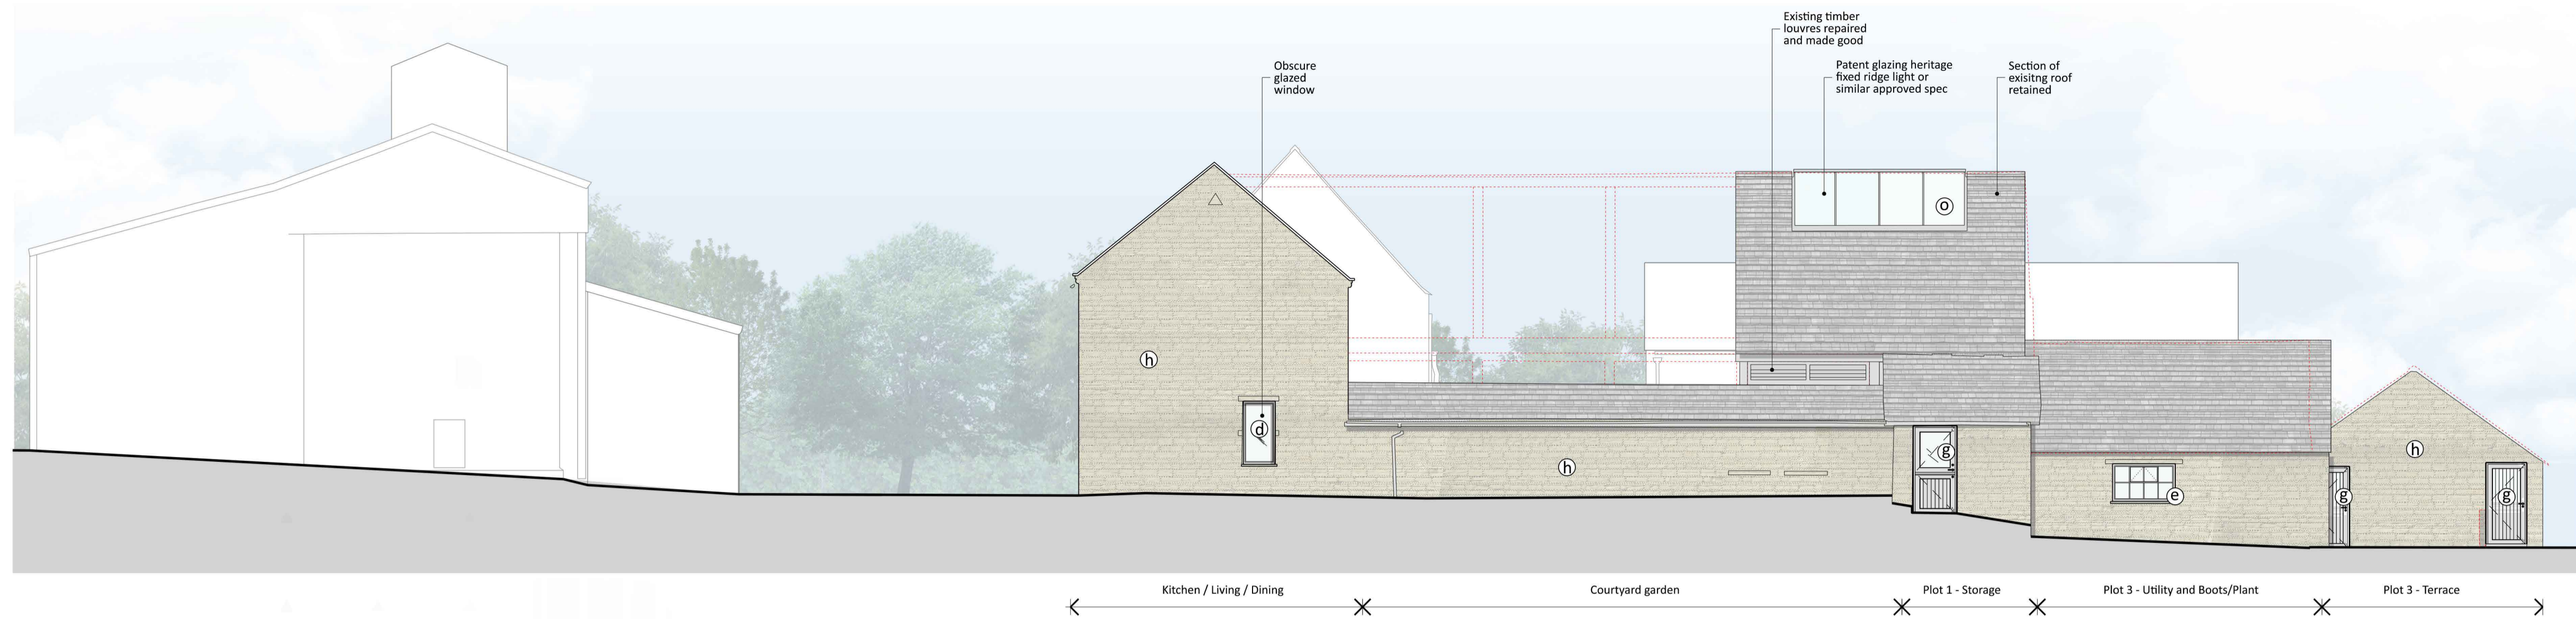 Existing timber
louvres repaired
and made good
Obscure
glazed
window
Patent glazing heritage
fixed ridge light or
similar approved spec
Section of
exisitng roof
retained
o
h
d
h
g
e
g
h
g
Kitchen / Living / Dining
Courtyard garden
Plot 1 - Storage
Plot 3 - Utility and Boots/Plant
Plot 3 - Terrace